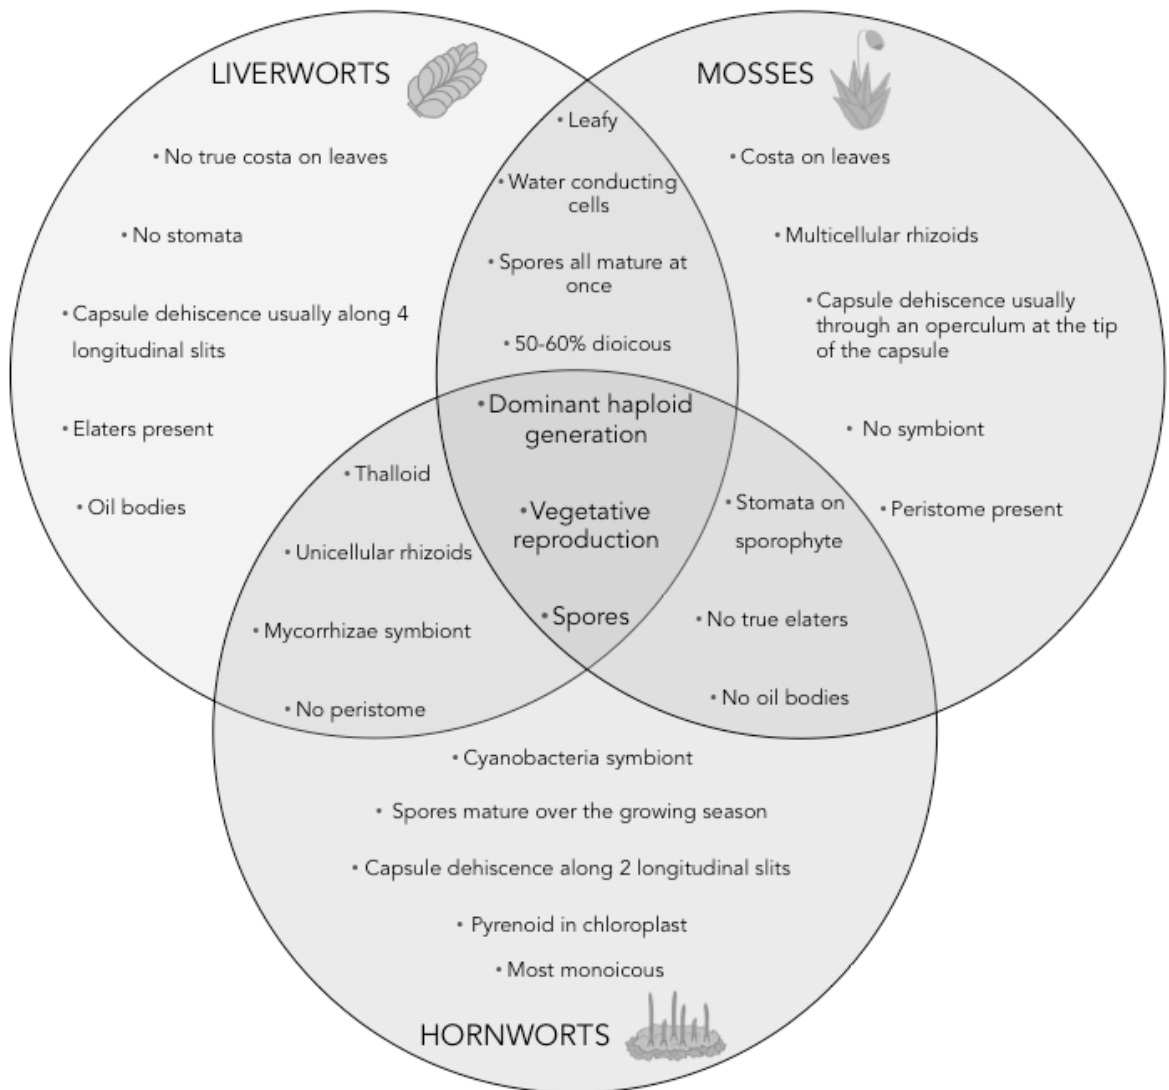 LIVERWORTS
• No true costa on leaves
• No stomata
• Capsule dehiscence usually along 4
longitudinal slits
• Elaters present
• Oil bodies
• Leafy
• Water conducting
cells
• Spores all mature at
once
• 50-60% dioicous
MOSSES
• Costa on leaves
• Multicellular rhizoids
• Capsule dehiscence usually
through an operculum at the tip
of the capsule
• No symbiont
• Peristome present
• Dominant haploid
generation
• Vegetative
reproduction
• Spores
• Thalloid
• Unicellular rhizoids
• Mycorrhizae symbiont
• No peristome
• Stomata on
sporophyte
• No true elaters
• No oil bodies
• Cyanobacteria symbiont
• Spores mature over the growing season
• Capsule dehiscence along 2 longitudinal slits
• Pyrenoid in chloroplast
• Most monoicous
HORNWORTS